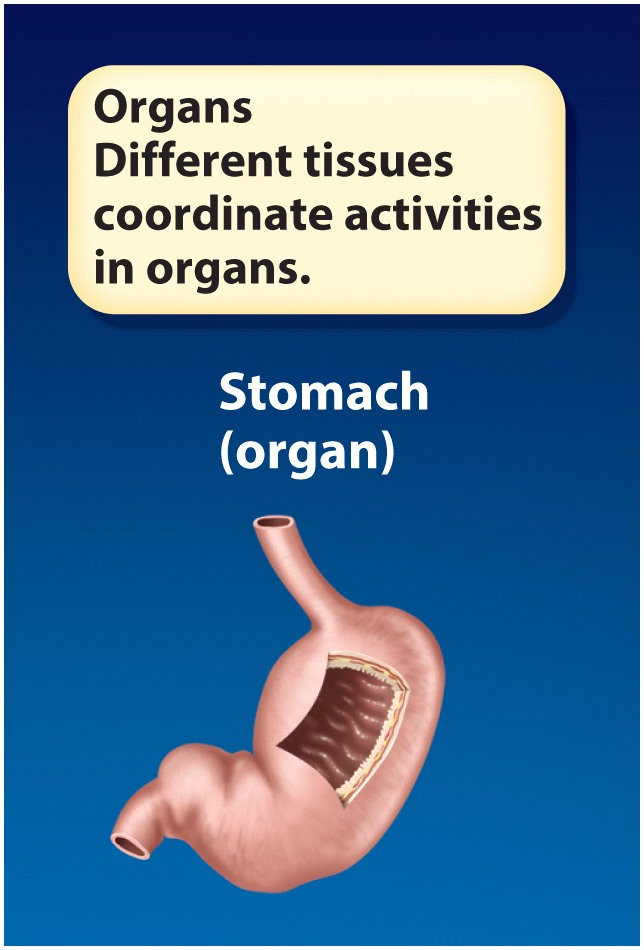 Organs
Different tissues
coordinate activities
in organs.
Stomach
(organ)